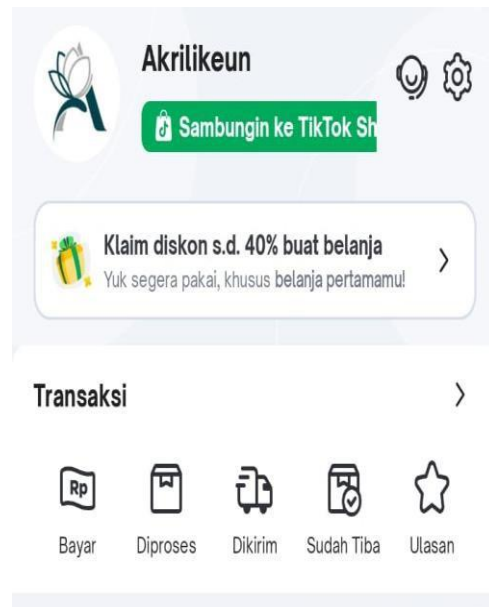 Akrilikeun
Sambungin ke TikTok Sh
Klaim diskon s.d. 40% buat belanja
Yuk segera pakai, khusus belanja pertamamu!
Transaksi
Rp
Bayar
Diproses
Dikirim
Sudah Tiba
Ulasan